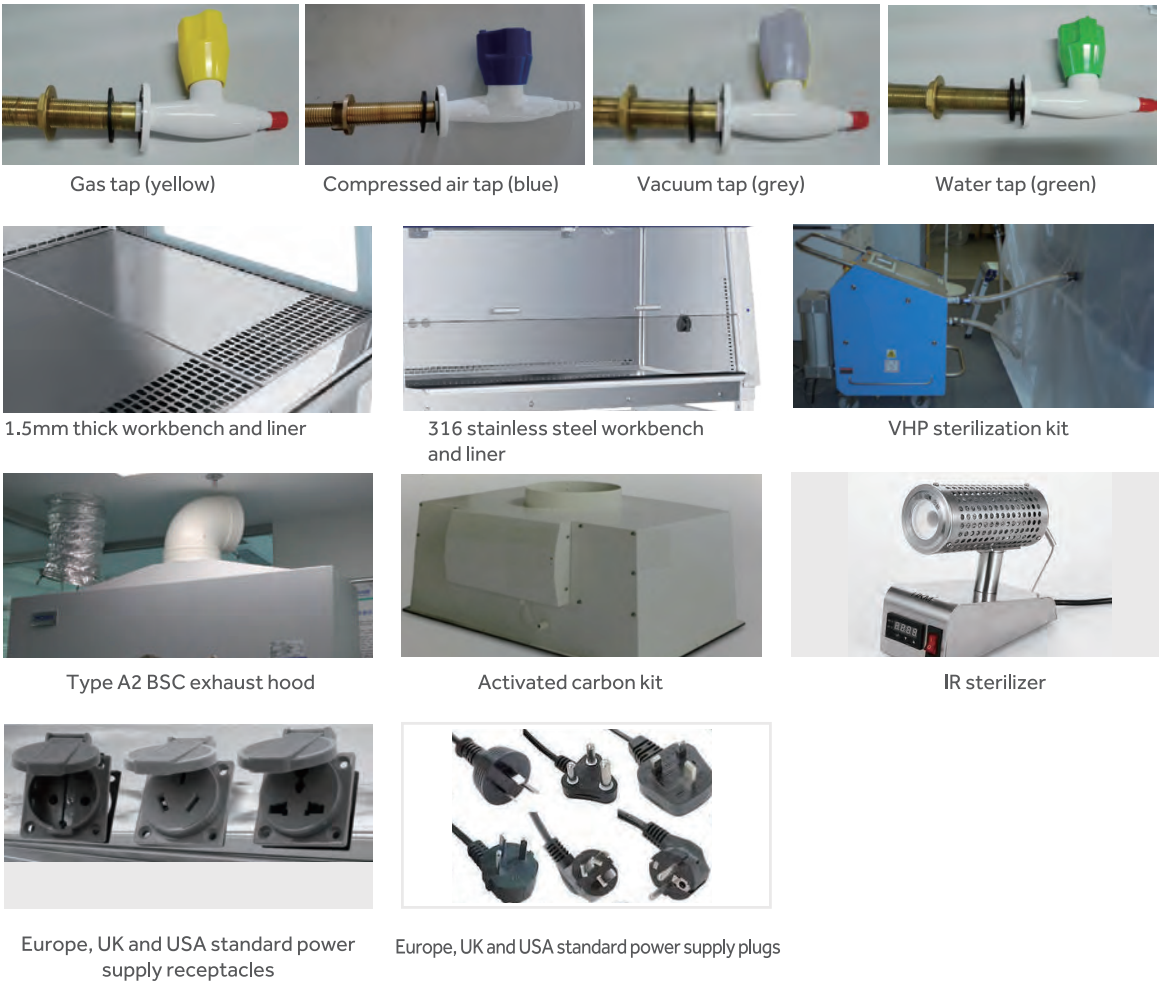 Gas tap (yellow)
Compressed air tap (blue)
Vacuum tap (grey)
Water tap (green)
1.5mm thick workbench and liner
316 stainless steel workbench
and liner
VHP sterilization kit
Type A2 BSC exhaust hood
Activated carbon kit
IR sterilizer
Europe, UK and USA standard power
supply receptacles
Europe, UK and USA standard power supply plugs